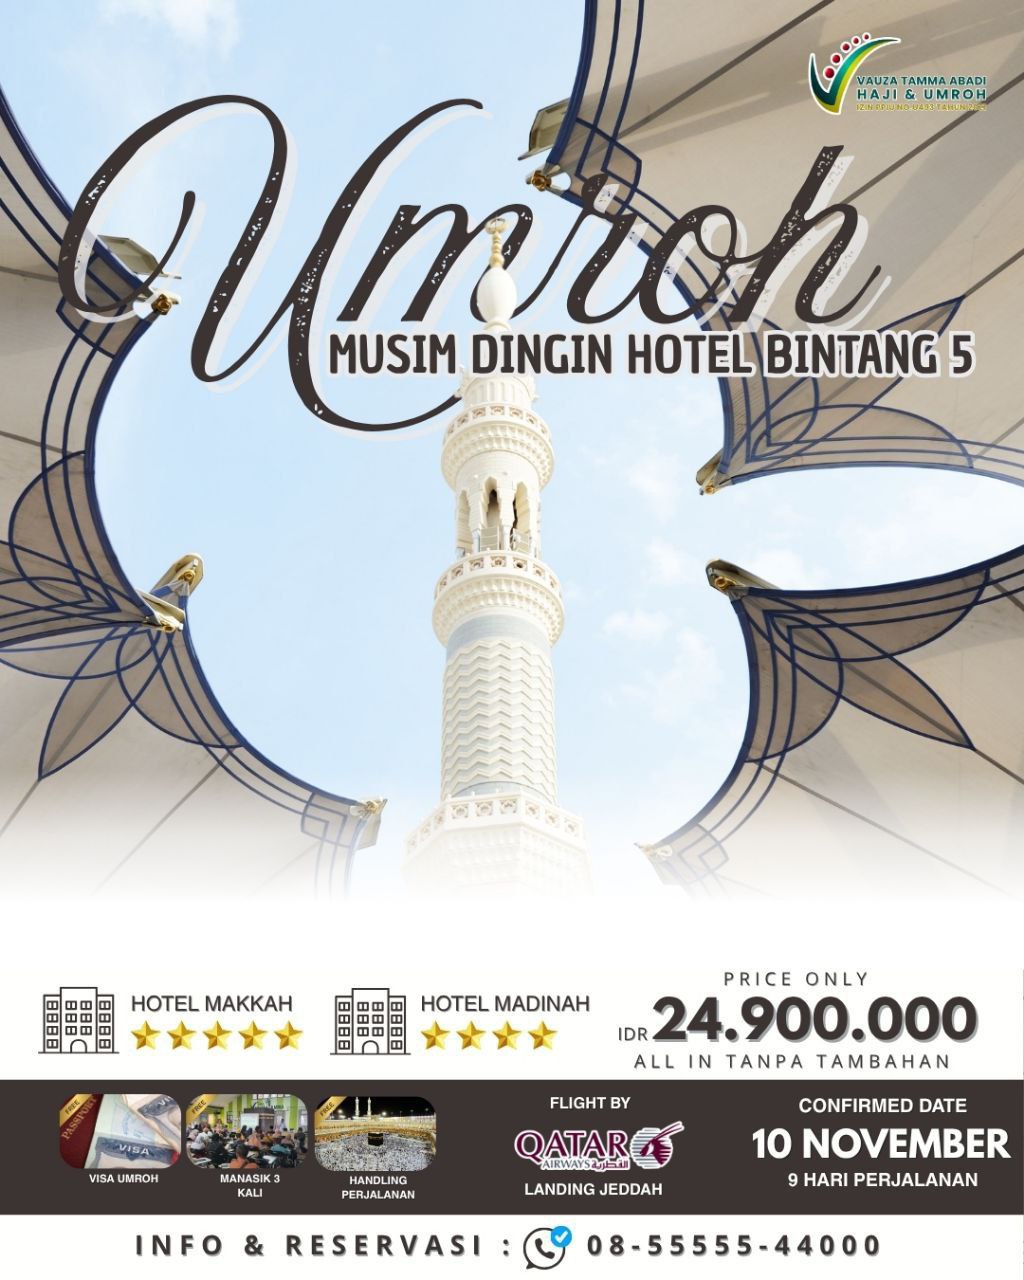 VAUZA TAMMA ABADI
HAJI & UMROH
Umroh
MUSIM DINGIN HOTEL BINTANG 5
HOTEL MAKKAH
HOTEL MADINAH
PRICE ONLY
IDR 24.900.000
ALL IN TANPA TAMBAHAN
FREE
PASSPORT
VISA
VISA UMROH
FREE
MANASIK 3
KALI
FREE
HANDLING
PERJALANAN
FLIGHT BY
QATAR
AIRWAYS القطرية
LANDING JEDDAH
CONFIRMED DATE
10 NOVEMBER
9 HARI PERJALANAN
INFO & RESERVASI : 08-55555-44000